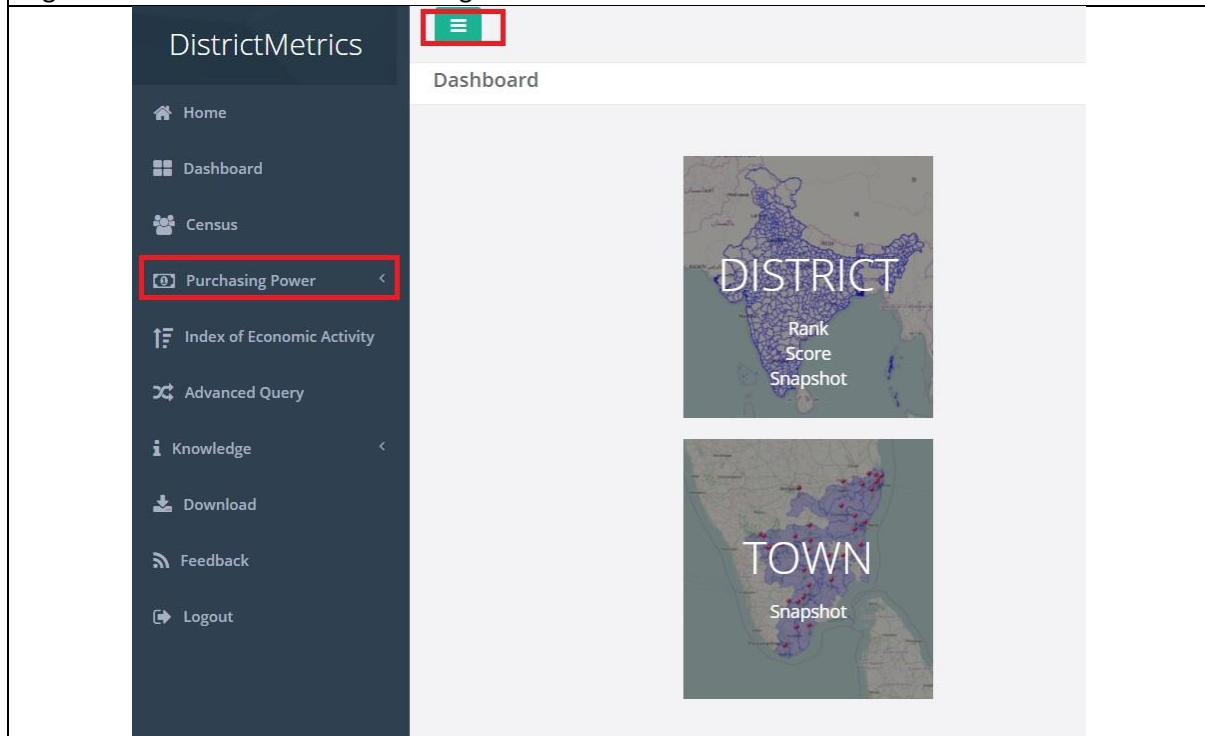 DistrictMetrics
Home
Dashboard
Census
Purchasing Power
Index of Economic Activity
Advanced Query
Knowledge
Download
Feedback
Logout
Dashboard
DISTRICT
Rank
Score
Snapshot
TOWN
Snapshot